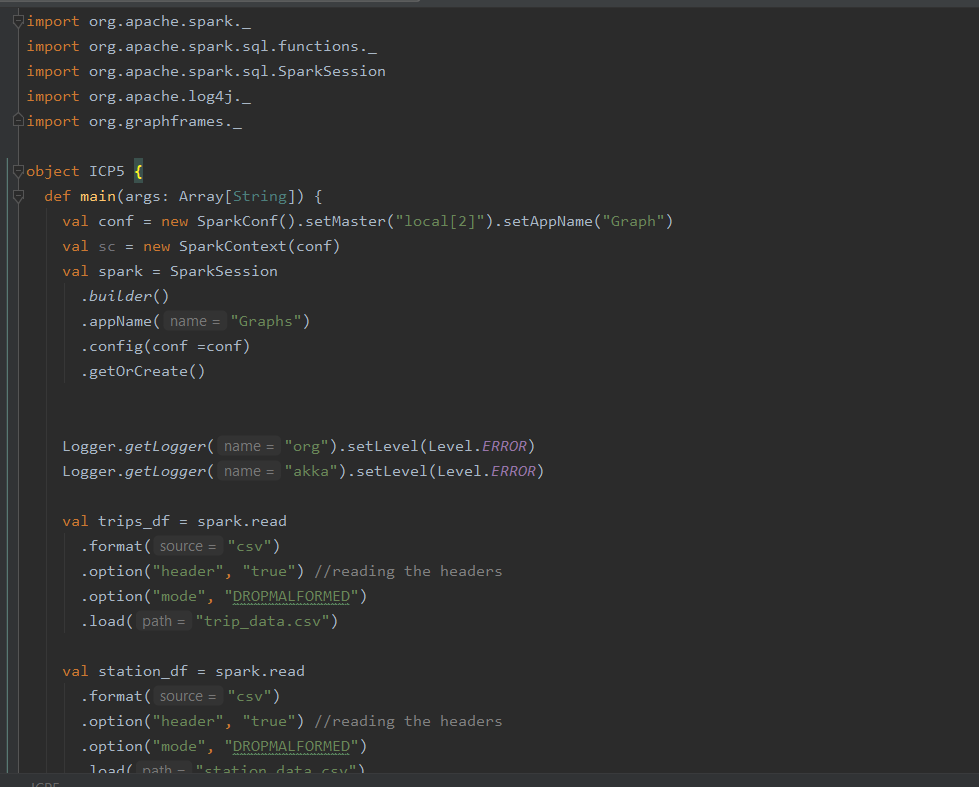 import org.apache.spark._
import org.apache.spark.sql.functions._
import org.apache.spark.sql.SparkSession
import org.apache.log4j._
import org.graphframes._
object ICP5 {
def main(args: Array[String]) {
val conf = new SparkConf().setMaster("local[2]").setAppName("Graph")
val sc = new SparkContext(conf)
val spark = SparkSession
.builder()
.appName( name = "Graphs")
.config(conf =conf)
.getOrCreate()
Logger.getLogger( name = "org").setLevel(Level.ERROR)
Logger.getLogger( name = "akka").setLevel(Level.ERROR)
val trips_df = spark.read
.format( source = "csv")
.option("header", "true") //reading the headers
.option("mode", "DROPMALFORMED")
.load( path = "trip_data.csv")
val station_df = spark.read
.format( source = "csv")
.option("header", "true") //reading the headers
.option("mode", "DROPMALFORMED")
.load( path = "station_data.csv")
ICP5